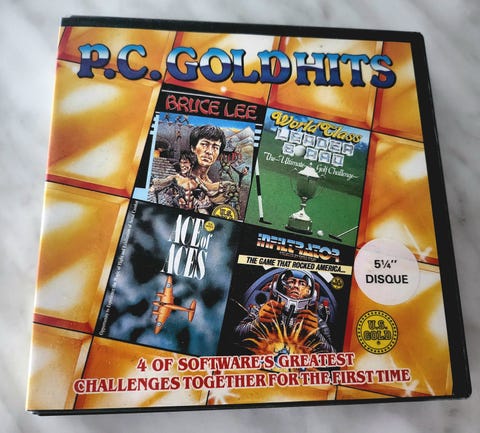 P.C. GOLD HITS
BRUCE LEE
World Class
LEADER
BOARD
The Ultimate Golf Challenge
ACE of
ACES
INFILTRATOR
THE GAME THAT ROCKED AMERICA...
5¼"
DISQUE
U.S.
GOLD
4 OF SOFTWARE'S GREATEST
CHALLENGES TOGETHER FOR THE FIRST TIME